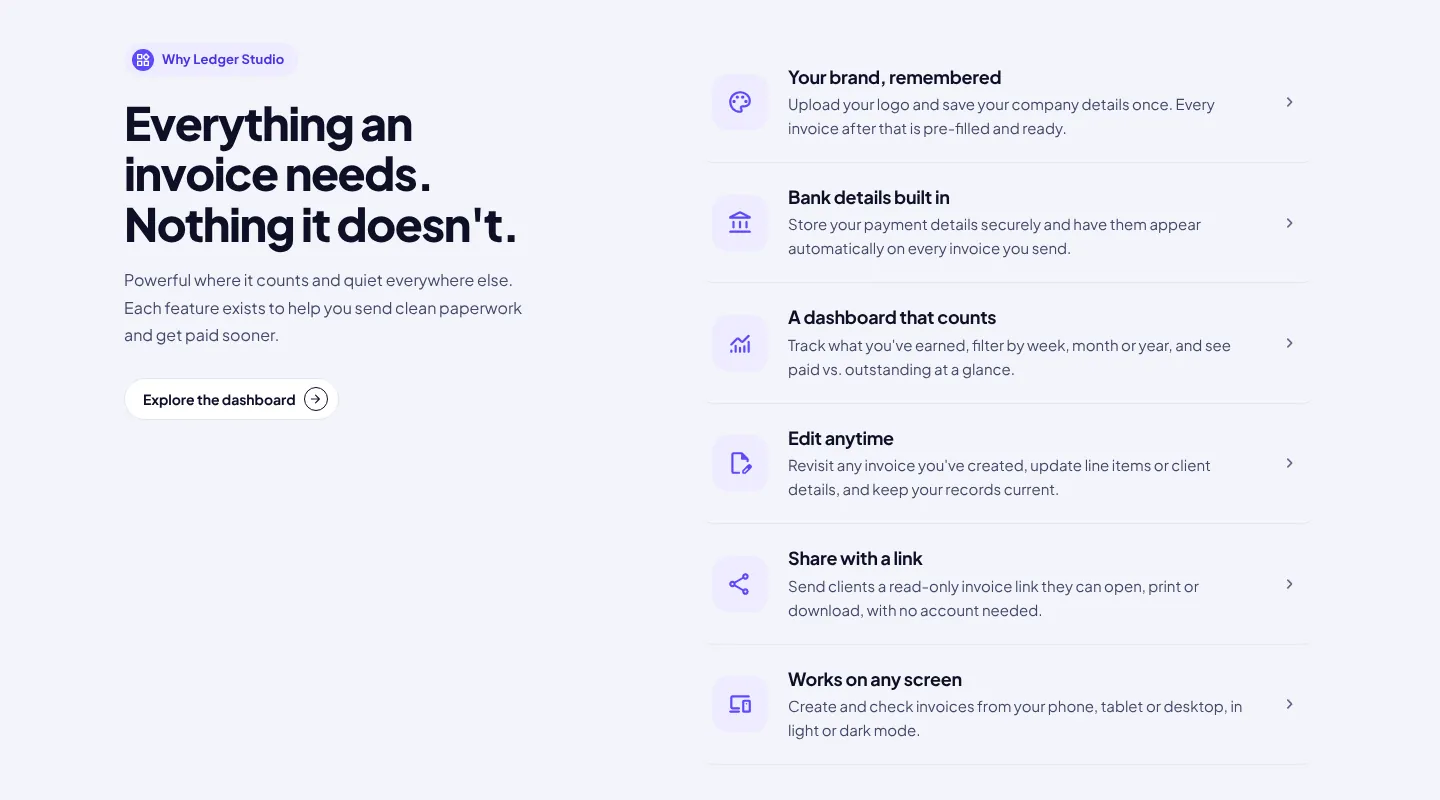 Why Ledger Studio
Everything an
invoice needs.
Nothing it doesn't.
Powerful where it counts and quiet everywhere else.
Each feature exists to help you send clean paperwork
and get paid sooner.
Explore the dashboard
Your brand, remembered
Upload your logo and save your company details once. Every
invoice after that is pre-filled and ready.
Bank details built in
Store your payment details securely and have them appear
automatically on every invoice you send.
A dashboard that counts
Track what you've earned, filter by week, month or year, and see
paid vs. outstanding at a glance.
Edit anytime
Revisit any invoice you've created, update line items or client
details, and keep your records current.
Share with a link
Send clients a read-only invoice link they can open, print or
download, with no account needed.
Works on any screen
Create and check invoices from your phone, tablet or desktop, in
light or dark mode.